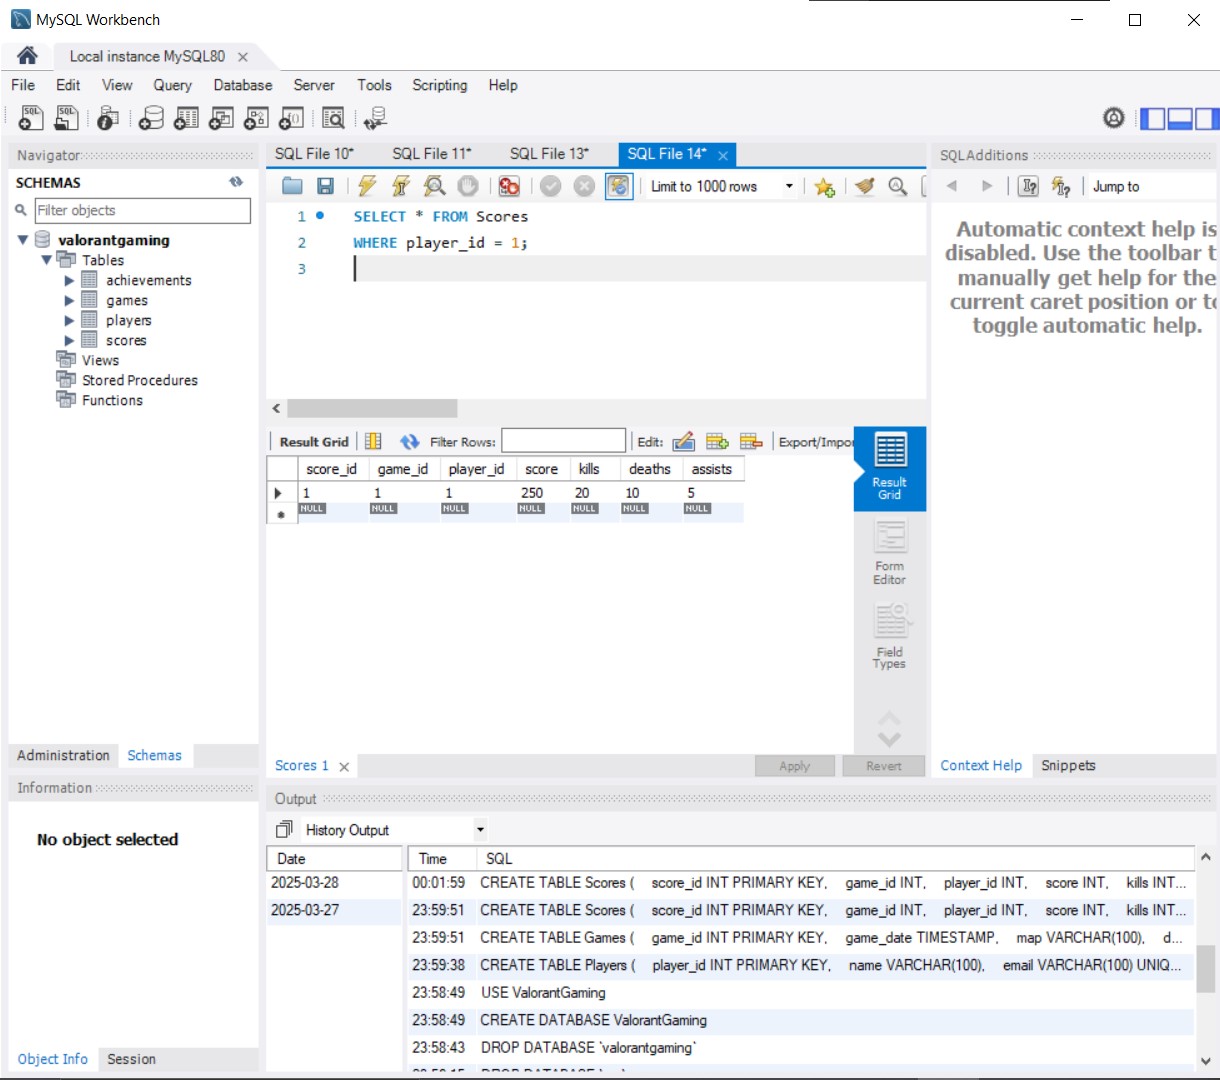 MySQL Workbench
Local instance MySQL80
File Edit View Query Database Server Tools Scripting Help
Navigator
SCHEMAS
Filter objects
valorantgaming
Tables
achievements
games
players
scores
Views
Stored Procedures
Functions
Administration Schemas
Information
No object selected
Object Info Session
SQL File 10* SQL File 11* SQL File 13* SQL File 14*
Limit to 1000 rows
1 SELECT * FROM Scores
2 WHERE player_id = 1;
3
Result Grid Filter Rows: Edit: Export/Impor
score_id game_id player_id score kills deaths assists
1 1 1 250 20 10 5
NULL NULL NULL NULL NULL NULL NULL
Result
Grid
Form
Editor
Field
Types
Scores 1 Apply Revert
SQLAdditions
Jump to
Automatic context help is
disabled. Use the toolbar t
manually get help for the
current caret position or to
toggle automatic help.
Context Help Snippets
Output
History Output
Date Time SQL
2025-03-28 00:01:59 CREATE TABLE Scores ( score_id INT PRIMARY KEY, game_id INT, player_id INT, score INT, kills INT...
2025-03-27 23:59:51 CREATE TABLE Scores ( score_id INT PRIMARY KEY, game_id INT, player_id INT, score INT, kills INT...
23:59:51 CREATE TABLE Games ( game_id INT PRIMARY KEY, game_date TIMESTAMP, map VARCHAR(100), d...
23:59:38 CREATE TABLE Players ( player_id INT PRIMARY KEY, name VARCHAR(100), email VARCHAR(100) UNIQ...
23:58:49 USE ValorantGaming
23:58:49 CREATE DATABASE ValorantGaming
23:58:43 DROP DATABASE `valorantgaming`